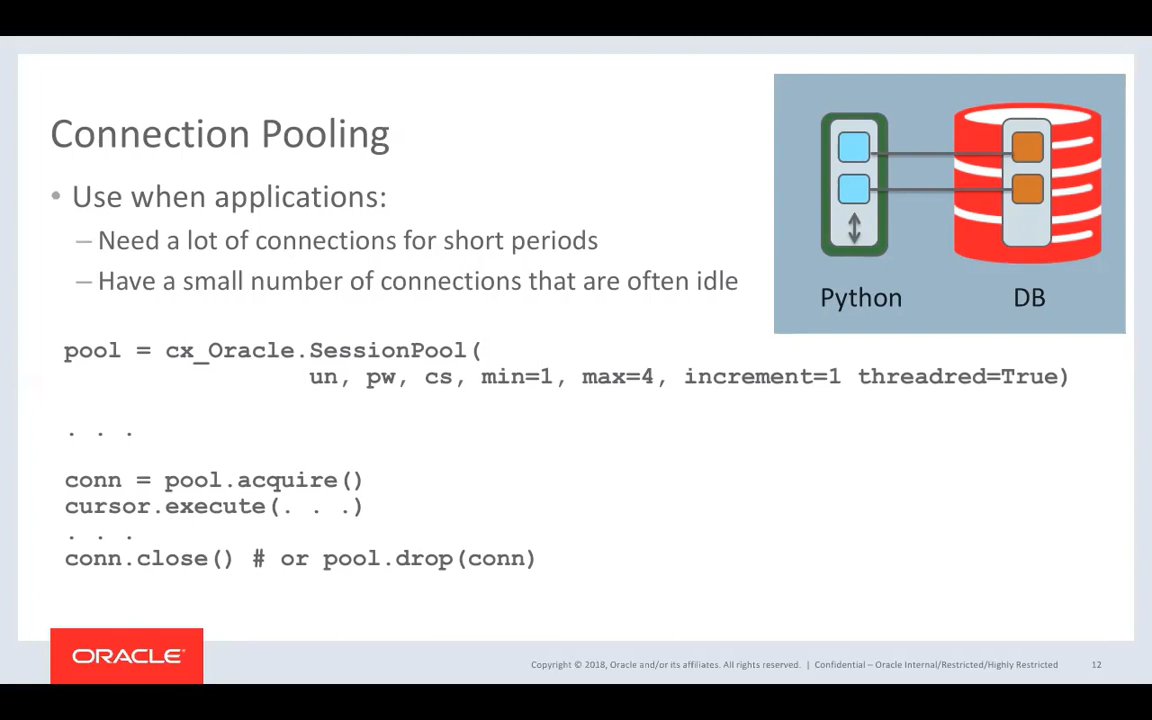 Connection Pooling
• Use when applications:
– Need a lot of connections for short periods
– Have a small number of connections that are often idle
Python
DB
pool = cx_Oracle.SessionPool(
un, pw, cs, min=1, max=4, increment=1 threadred=True)
. . .
conn = pool.acquire()
cursor.execute(. . .)
. . .
conn.close() # or pool.drop(conn)
ORACLE®
Copyright © 2018, Oracle and/or its affiliates. All rights reserved. | Confidential – Oracle Internal/Restricted/Highly Restricted 12